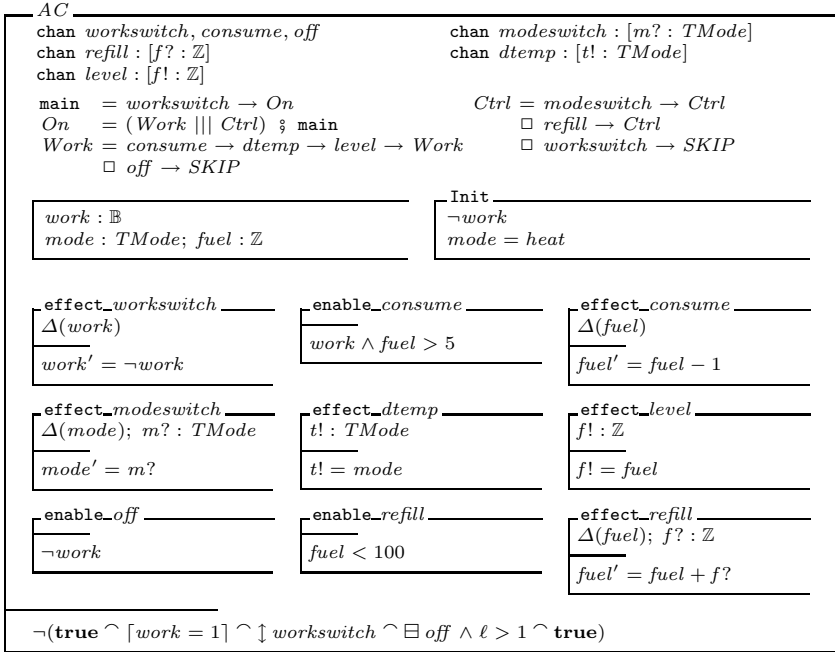 AC
chan workswitch, consume, off chan modeswitch : [m? : TMode]
chan refill : [f? : ℤ] chan dtemp : [t! : TMode]
chan level : [f! : ℤ]
main = workswitch → On Ctrl = modeswitch → Ctrl
On = (Work ||| Ctrl) ⨟ main □ refill → Ctrl
Work = consume → dtemp → level → Work □ workswitch → SKIP
□ off → SKIP
Init
work : 𝔹 ¬work
mode : TMode; fuel : ℤ mode = heat
effect_workswitch enable_consume effect_consume
Δ(work) Δ(fuel)
work′ = ¬work work ∧ fuel > 5 fuel′ = fuel − 1
effect_modeswitch effect_dtemp effect_level
Δ(mode); m? : TMode t! : TMode f! : ℤ
mode′ = m? t! = mode f! = fuel
enable_off enable_refill effect_refill
Δ(fuel); f? : ℤ
¬work fuel < 100 fuel′ = fuel + f?
¬(true ⌢ ⌈work = 1⌉ ⌢ ↕ workswitch ⌢ ⊟ off ∧ ℓ > 1 ⌢ true)